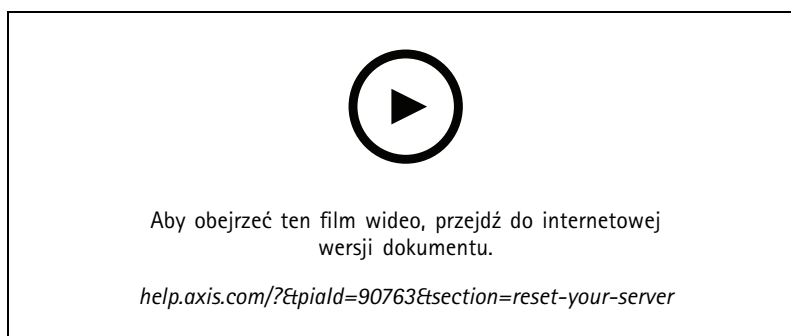 Aby obejrzeć ten film wideo, przejdź do internetowej
wersji dokumentu.
help.axis.com/?&piaId=90763&section=reset-your-server